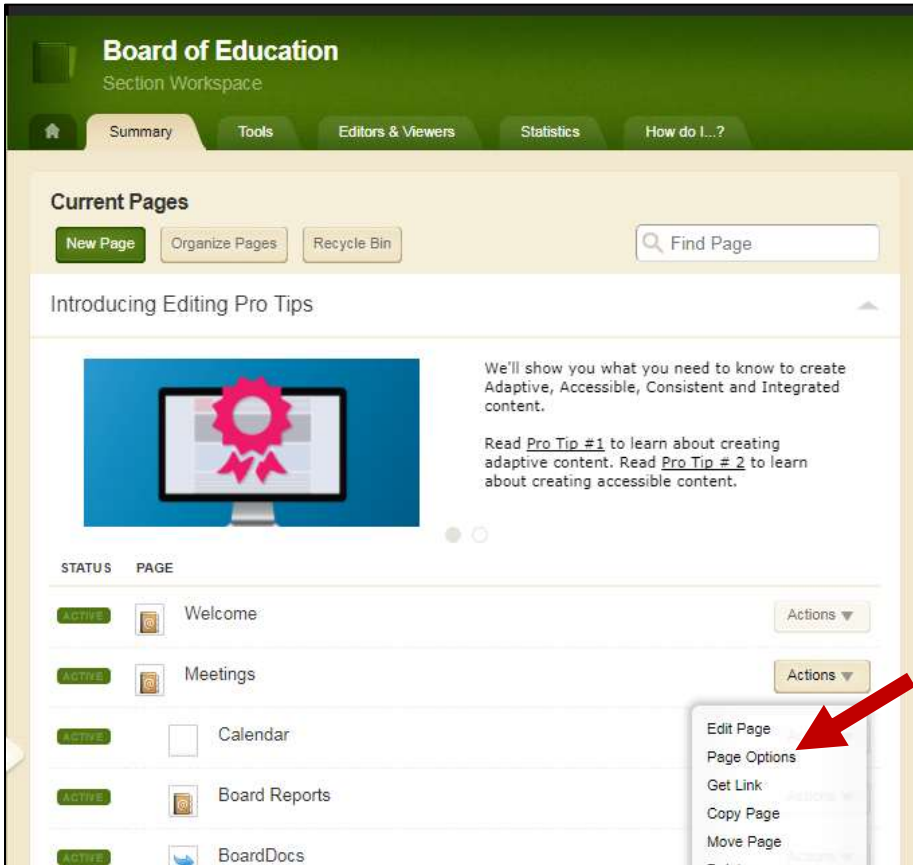 Board of Education
Section Workspace
Summary Tools Editors & Viewers Statistics How do I...?
Current Pages
New Page Organize Pages Recycle Bin Find Page
Introducing Editing Pro Tips
We'll show you what you need to know to create
Adaptive, Accessible, Consistent and Integrated
content.
Read Pro Tip #1 to learn about creating
adaptive content. Read Pro Tip # 2 to learn
about creating accessible content.
STATUS PAGE
ACTIVE Welcome Actions
ACTIVE Meetings Actions
Edit Page
ACTIVE Calendar
Page Options
Get Link
ACTIVE Board Reports
Copy Page
Move Page
ACTIVE BoardDocs